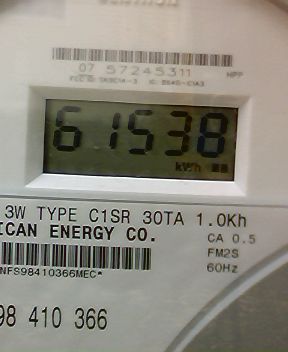 07 57245311
HPP
61538
kWh
3W TYPE C1SR 30TA 1.0Kh
ICAN ENERGY CO.
CA 0.5
FM2S
60Hz
NFS98410366MEC*
98 410 366